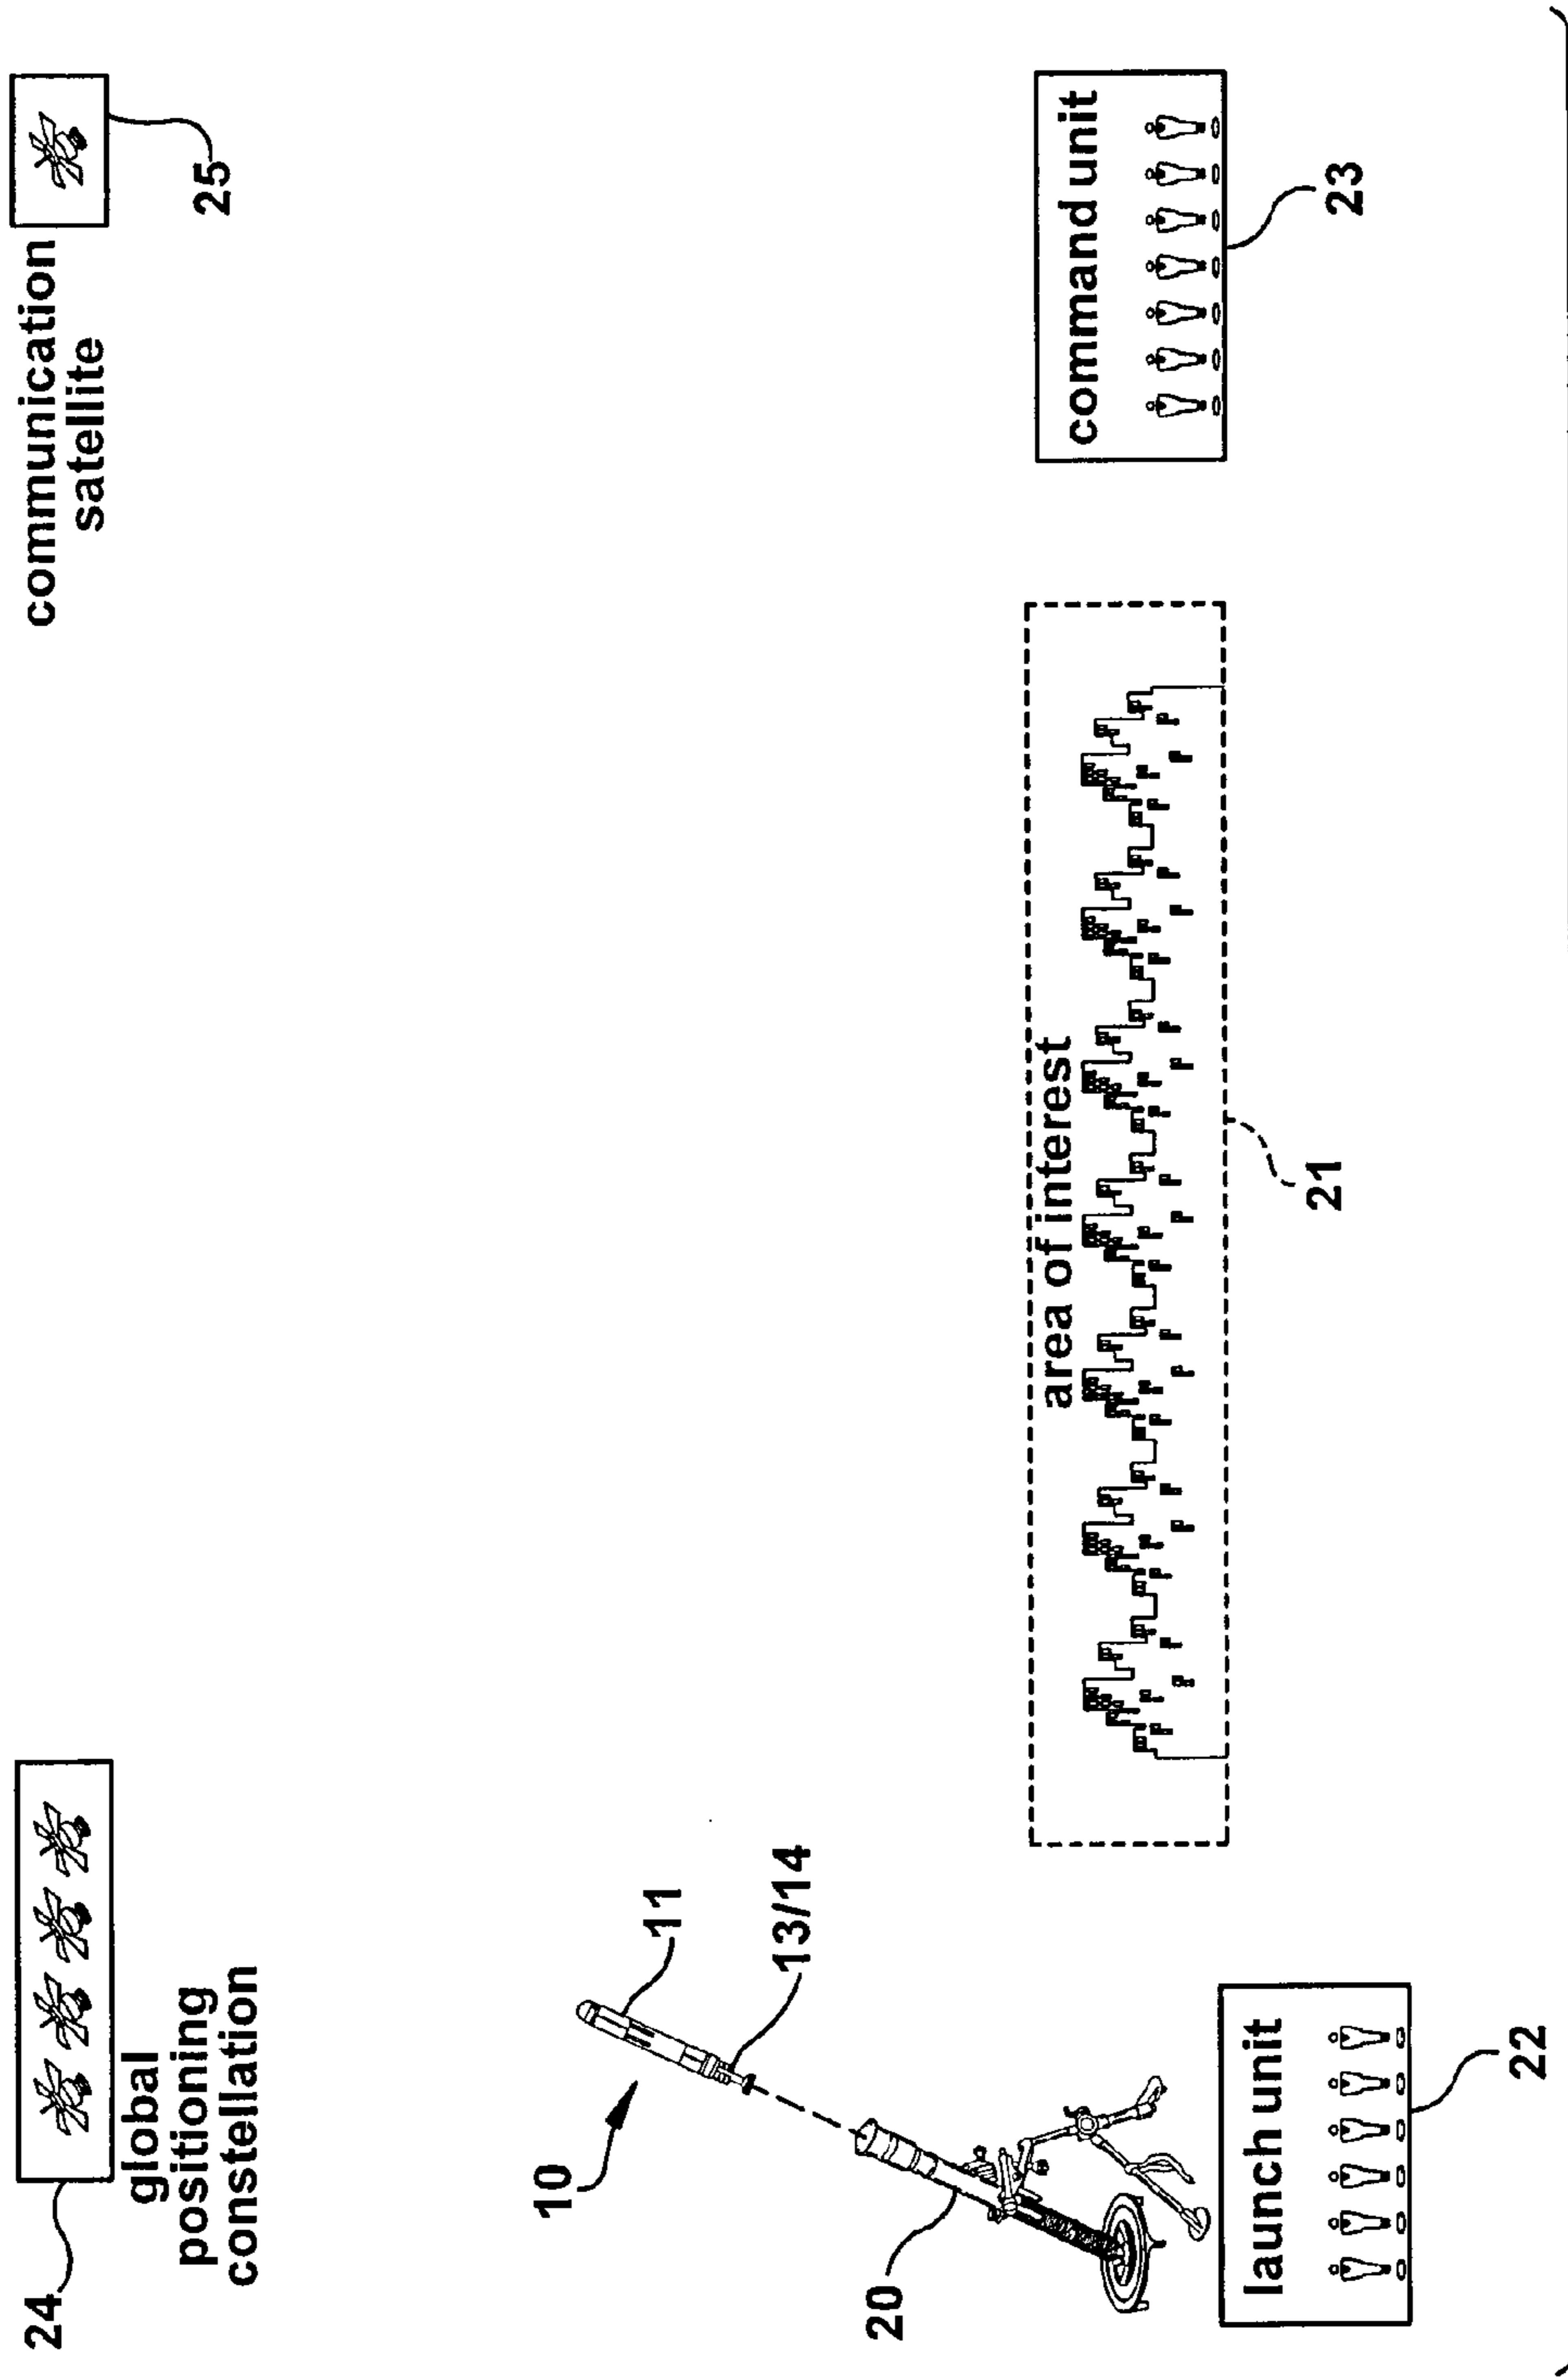 24
global
positioning
constellation
communication
satellite
25
10
11
13/14
20
area of interest
21
command unit
23
launch unit
22